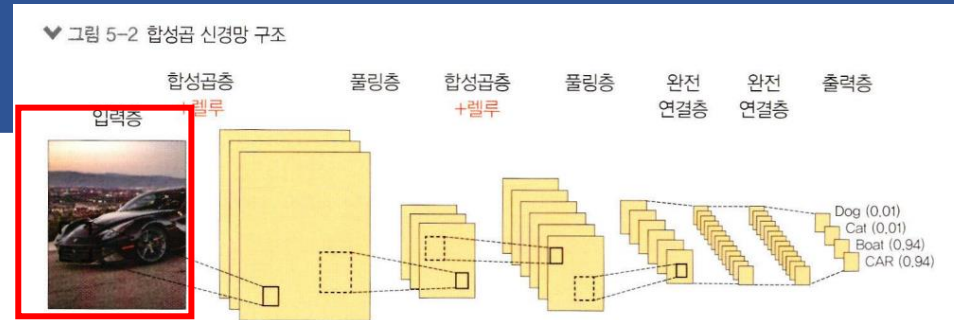 그림 5-2 합성곱 신경망 구조
합성곱층
+렐루
풀링층
합성곱층
+렐루
풀링층
완전
연결층
완전
연결층
출력층
입력층
Dog (0.01)
Cat (0.01)
Boat (0.94)
CAR (0.94)